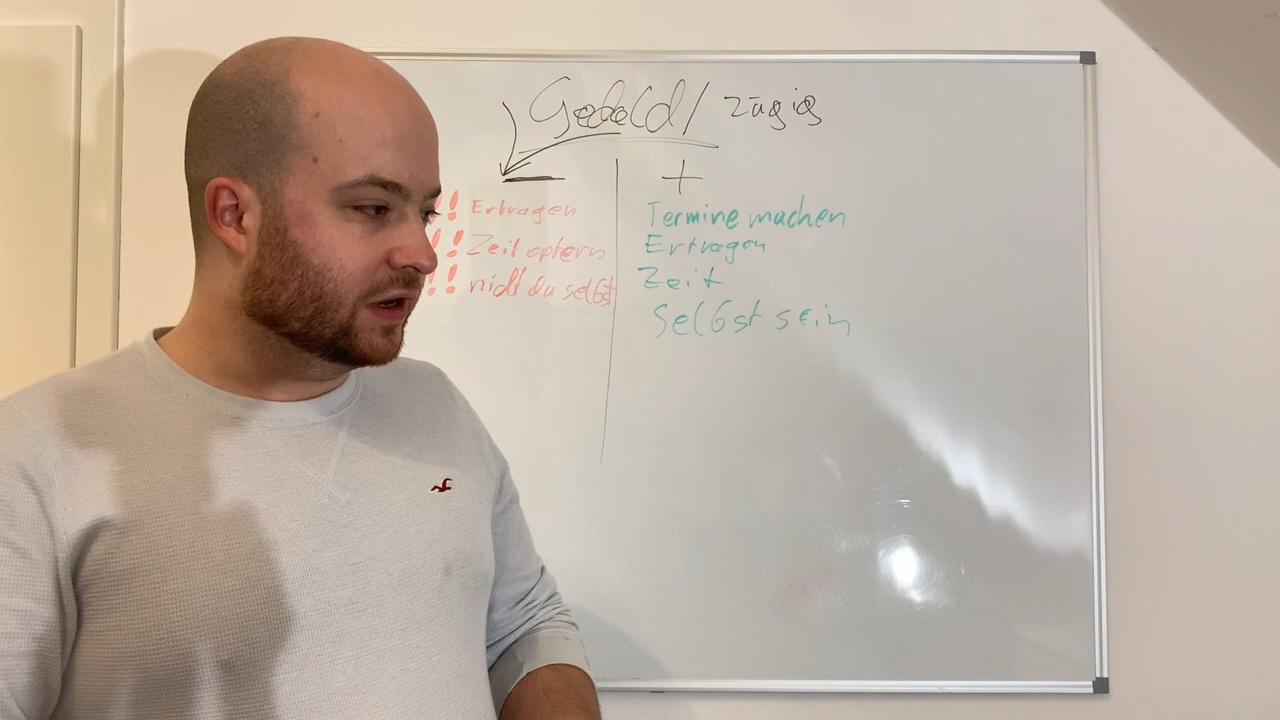 Geduld / zügig
− +
!! Ertragen
!! Zeit opfern
!! nicht du selbst
Termine machen
Ertragen
Zeit
Selbst sein